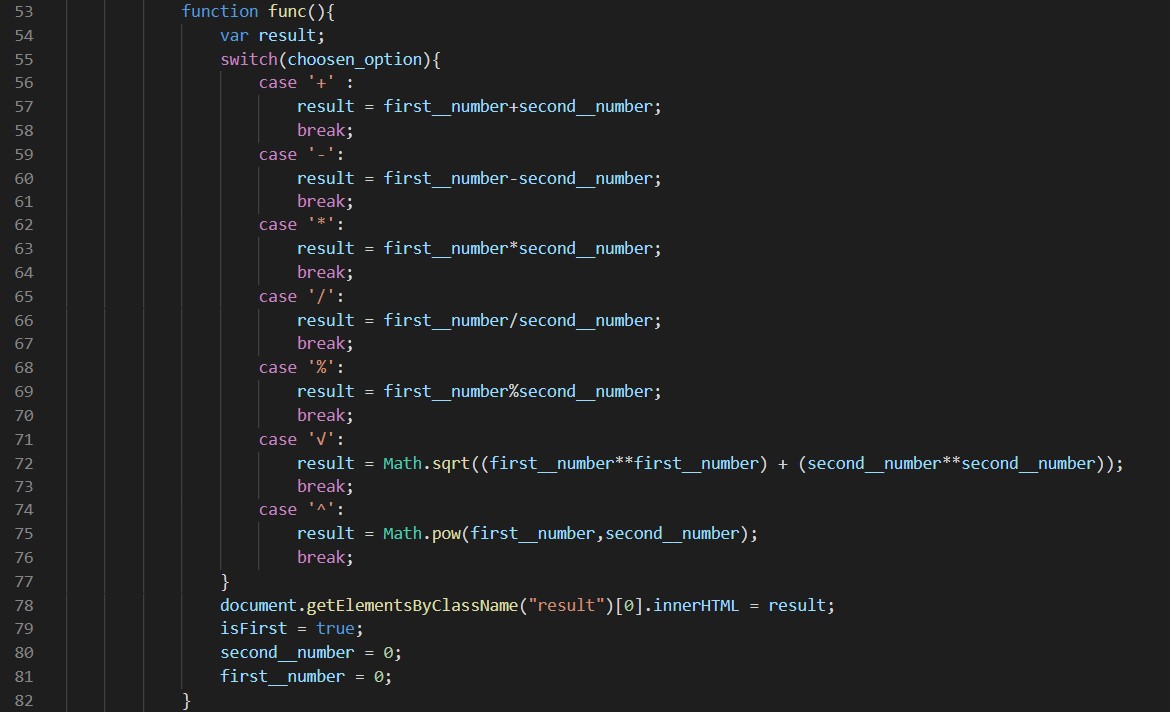 53 function func(){
54 var result;
55 switch(choosen_option){
56 case '+' :
57 result = first__number+second__number;
58 break;
59 case '-':
60 result = first__number-second__number;
61 break;
62 case '*':
63 result = first__number*second__number;
64 break;
65 case '/':
66 result = first__number/second__number;
67 break;
68 case '%':
69 result = first__number%second__number;
70 break;
71 case '√':
72 result = Math.sqrt((first__number**first__number) + (second__number**second__number));
73 break;
74 case '^':
75 result = Math.pow(first__number,second__number);
76 break;
77 }
78 document.getElementsByClassName("result")[0].innerHTML = result;
79 isFirst = true;
80 second__number = 0;
81 first__number = 0;
82 }